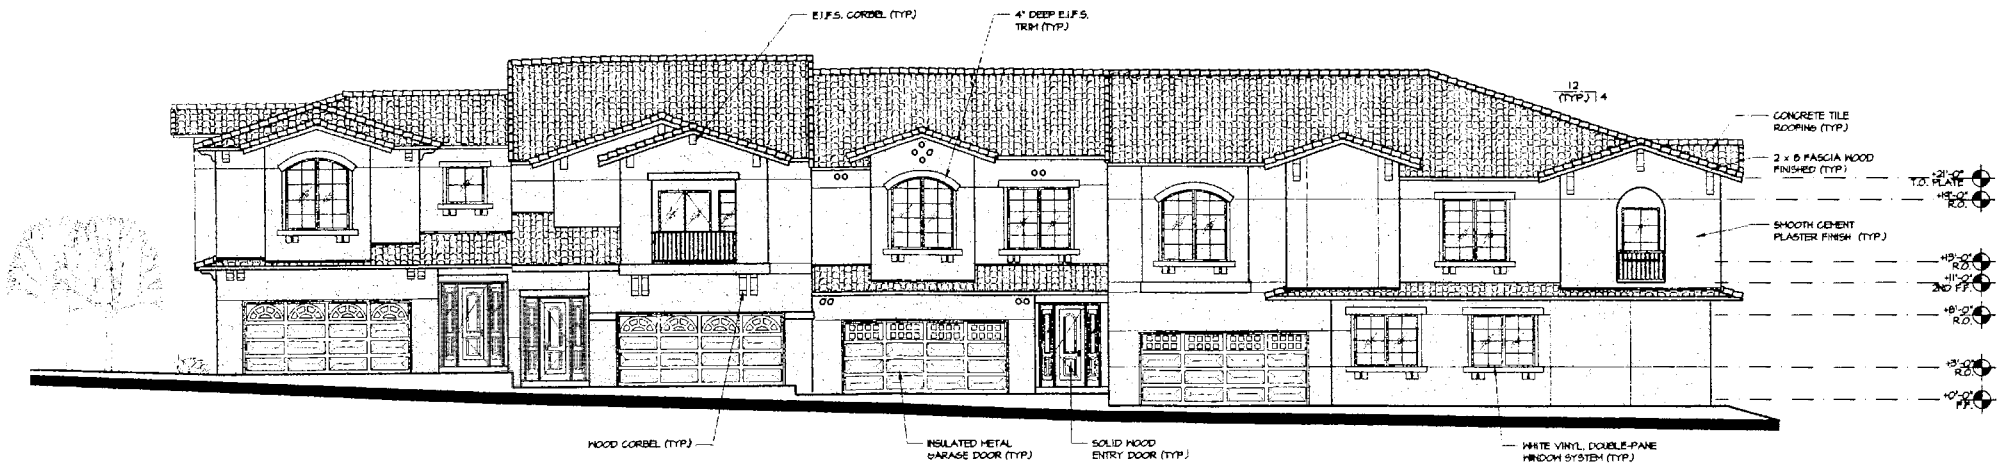 E.I.F.S. CORBEL (TYP.)
4" DEEP E.I.F.S.
TRIM (TYP.)
12
(TYP.) 4
CONCRETE TILE
ROOFING (TYP.)
2 x 8 FASCIA WOOD
FINISHED (TYP.)
+21'-0"
T.O. PLATE
+19'-0"
R.O.
SMOOTH CEMENT
PLASTER FINISH (TYP.)
+13'-0"
R.O.
+11'-0"
2ND F.F.
+8'-0"
R.O.
+3'-0"
R.O.
+0'-0"
F.F.
WOOD CORBEL (TYP.)
INSULATED METAL
GARAGE DOOR (TYP.)
SOLID WOOD
ENTRY DOOR (TYP.)
WHITE VINYL, DOUBLE-PANE
WINDOW SYSTEM (TYP.)